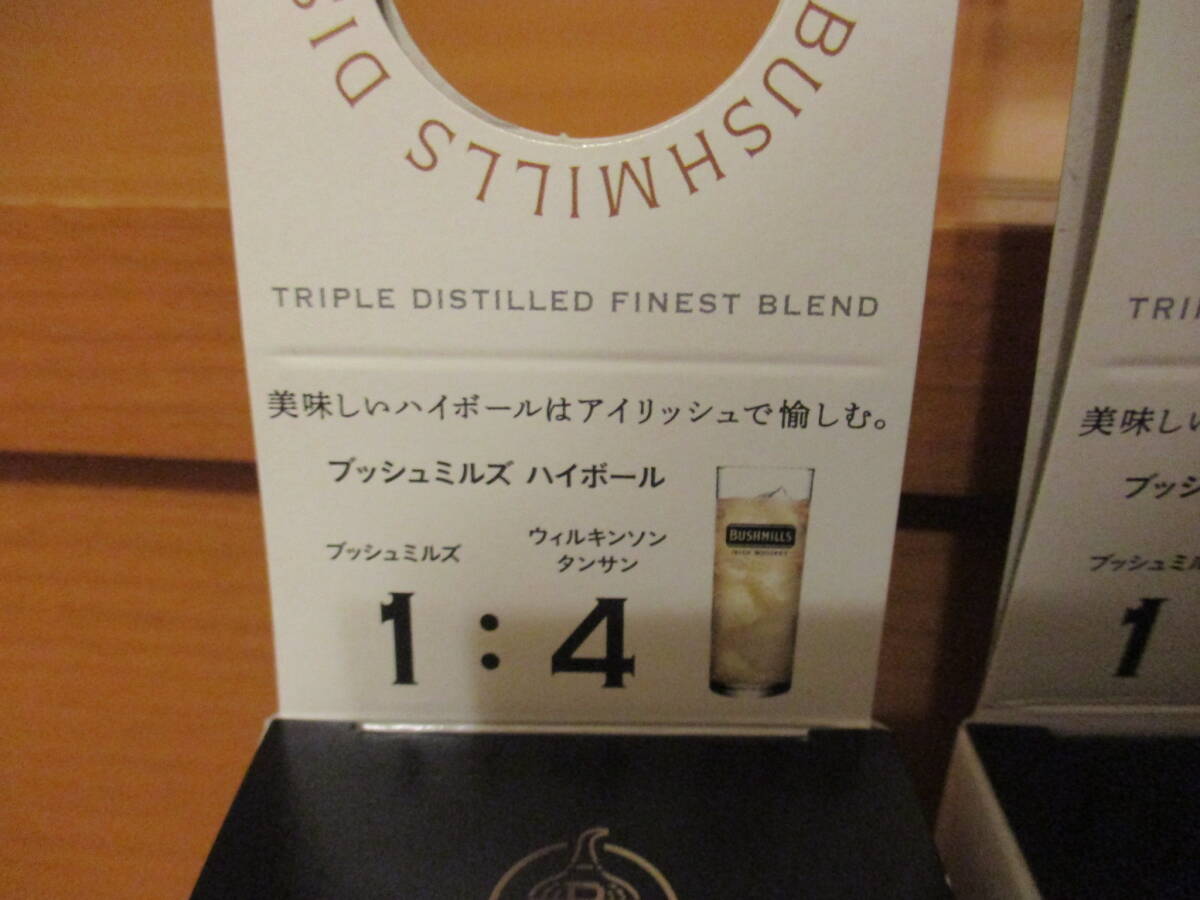 BUSHMILLS DIS
TRIPLE DISTILLED FINEST BLEND
美味しいハイボールはアイリッシュで愉しむ。
ブッシュミルズ ハイボール
ブッシュミルズ
ウィルキンソン
タンサン
1:4
BUSHMILLS
IRISH WHISKEY
B
TRI
美味し
ブッシ
ブッシュミル
1